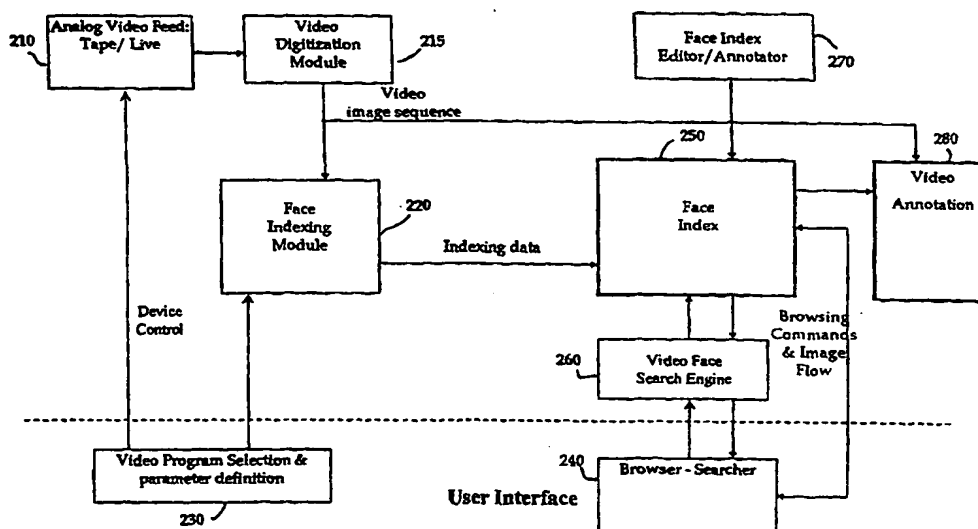 Analog Video Feed:
Tape/ Live
210
Video
Digitization
Module
215
Face Index
Editor/Annotator
270
Video
image sequence
250
280
Video
Annotation
Face
Indexing
Module
220
Face
Index
Indexing data
Device
Control
Browsing
Commands
& Image
Flow
260
Video Face
Search Engine
Video Program Selection &
parameter definition
230
240
Browser - Searcher
User Interface